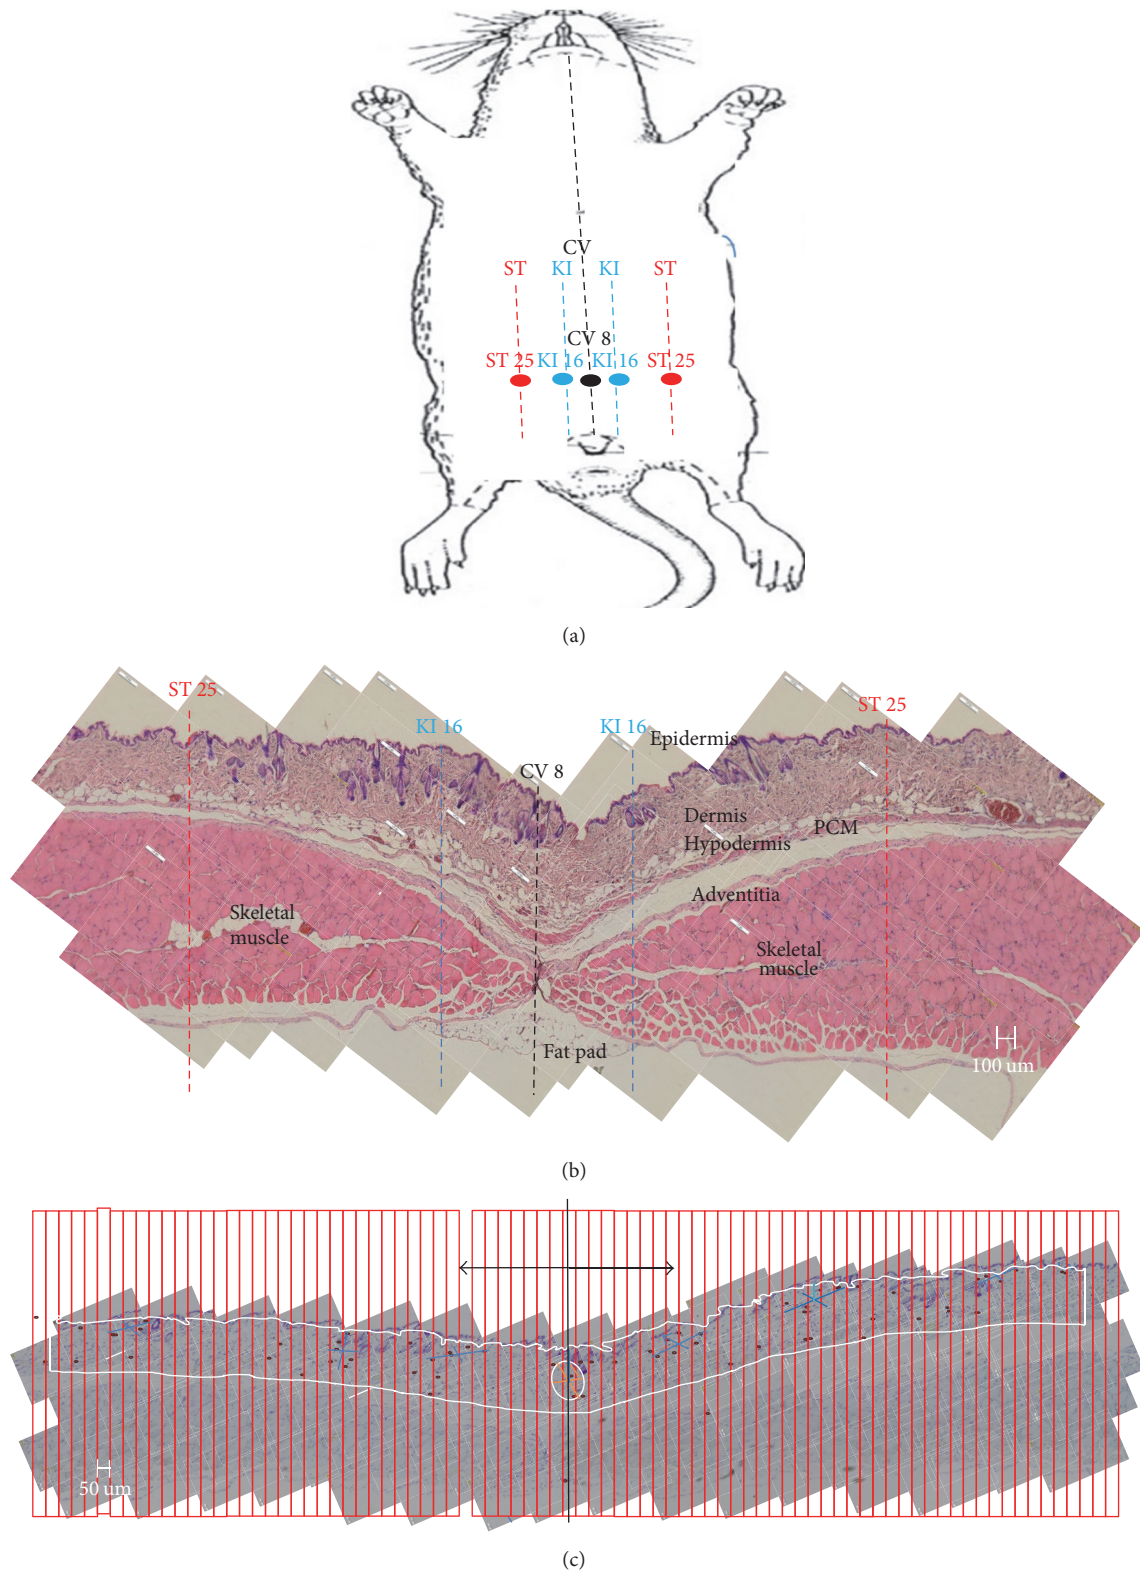 CV
ST KI KI ST
CV 8
ST 25 KI 16 KI 16 ST 25
(a)
ST 25
KI 16
CV 8
KI 16
Epidermis
ST 25
Dermis
Hypodermis
PCM
Adventitia
Skeletal
muscle
Skeletal
muscle
Fat pad
100 um
(b)
50 um
(c)